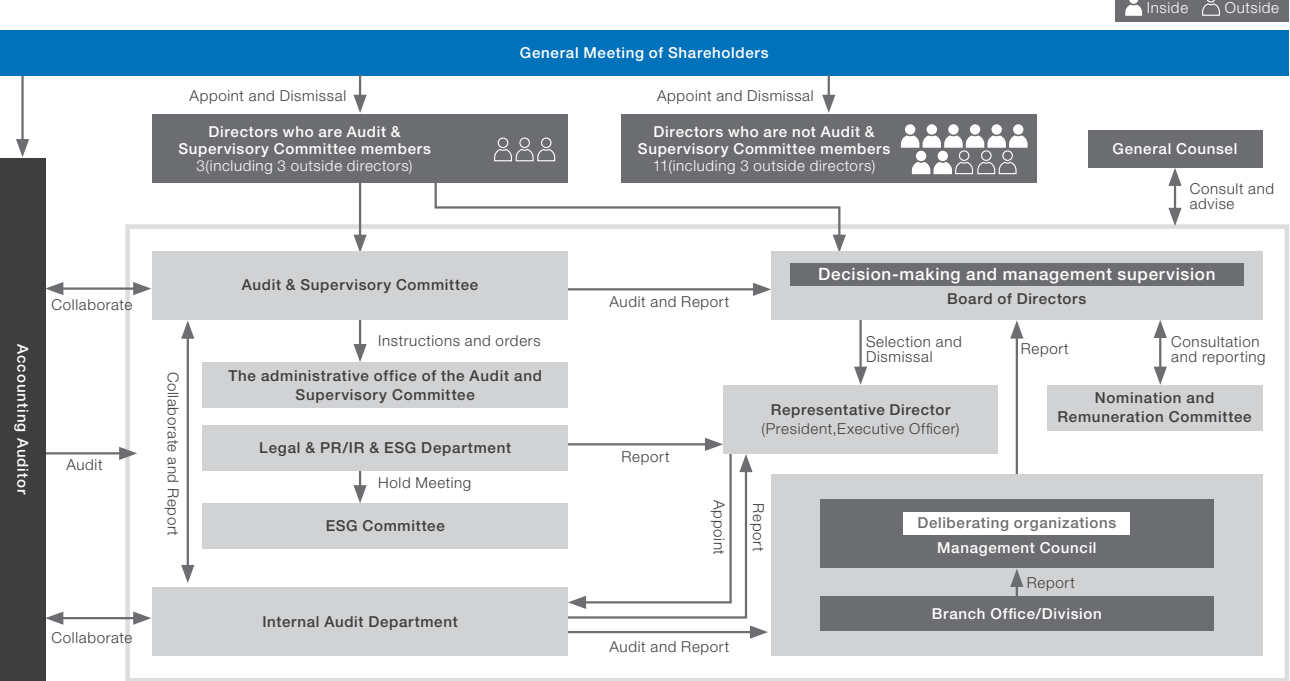 Inside Outside
General Meeting of Shareholders
Appoint and Dismissal
Appoint and Dismissal
Directors who are Audit &
Supervisory Committee members
3(including 3 outside directors)
Directors who are not Audit &
Supervisory Committee members
11(including 3 outside directors)
General Counsel
Consult and
advise
Accounting Auditor
Collaborate
Audit & Supervisory Committee
Audit and Report
Decision-making and management supervision
Board of Directors
Instructions and orders
Selection and
Dismissal
Report
Consultation
and reporting
Collaborate and Report
The administrative office of the Audit and
Supervisory Committee
Representative Director
(President,Executive Officer)
Nomination and
Remuneration Committee
Audit
Legal & PR/IR & ESG Department
Report
Hold Meeting
ESG Committee
Appoint
Report
Deliberating organizations
Management Council
Report
Branch Office/Division
Collaborate
Internal Audit Department
Audit and Report